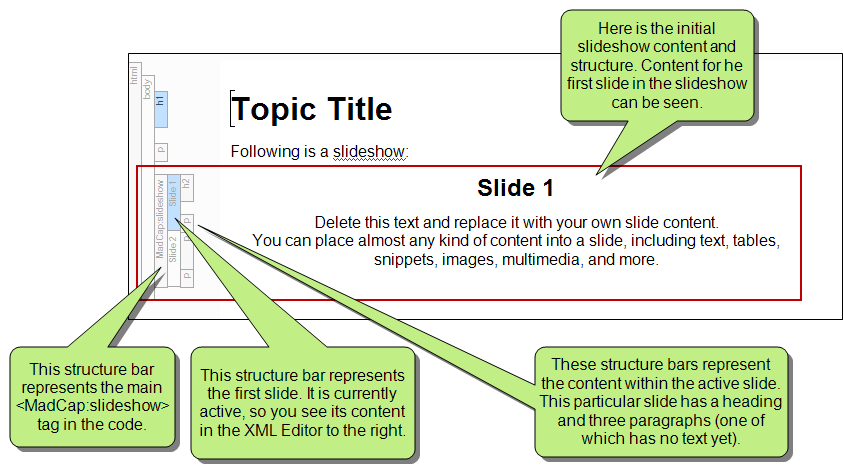 Here is the initial
slideshow content and
structure. Content for he
first slide in the slideshow
can be seen.
html
body
h1
Topic Title
p
Following is a slideshow:
MadCap:slideshow
Slide 1
Slide 2
h2
p
p
p
Slide 1
Delete this text and replace it with your own slide content.
You can place almost any kind of content into a slide, including text, tables,
snippets, images, multimedia, and more.
This structure bar
represents the main
<MadCap:slideshow>
tag in the code.
This structure bar represents
the first slide. It is currently
active, so you see its content
in the XML Editor to the right.
These structure bars represent
the content within the active slide.
This particular slide has a heading
and three paragraphs (one of
which has no text yet).